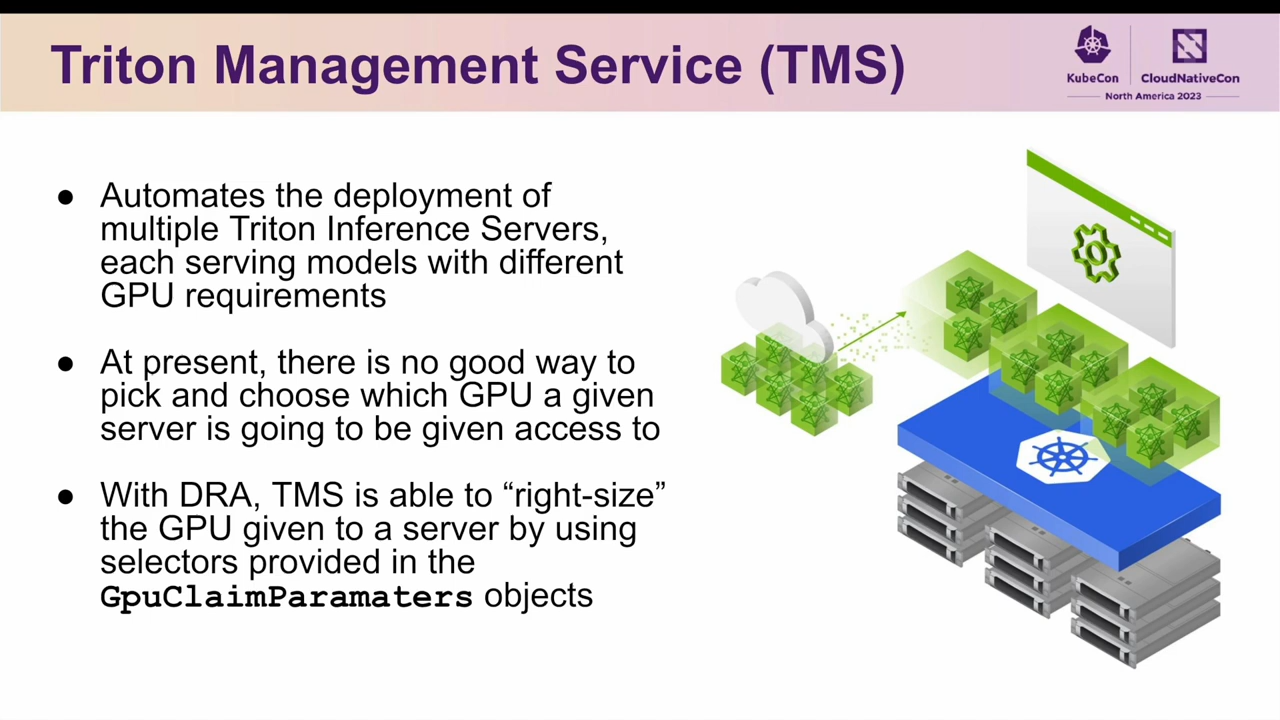 Triton Management Service (TMS)
KubeCon
CloudNativeCon
North America 2023
● Automates the deployment of
multiple Triton Inference Servers,
each serving models with different
GPU requirements
● At present, there is no good way to
pick and choose which GPU a given
server is going to be given access to
● With DRA, TMS is able to “right-size”
the GPU given to a server by using
selectors provided in the
GpuClaimParamaters objects